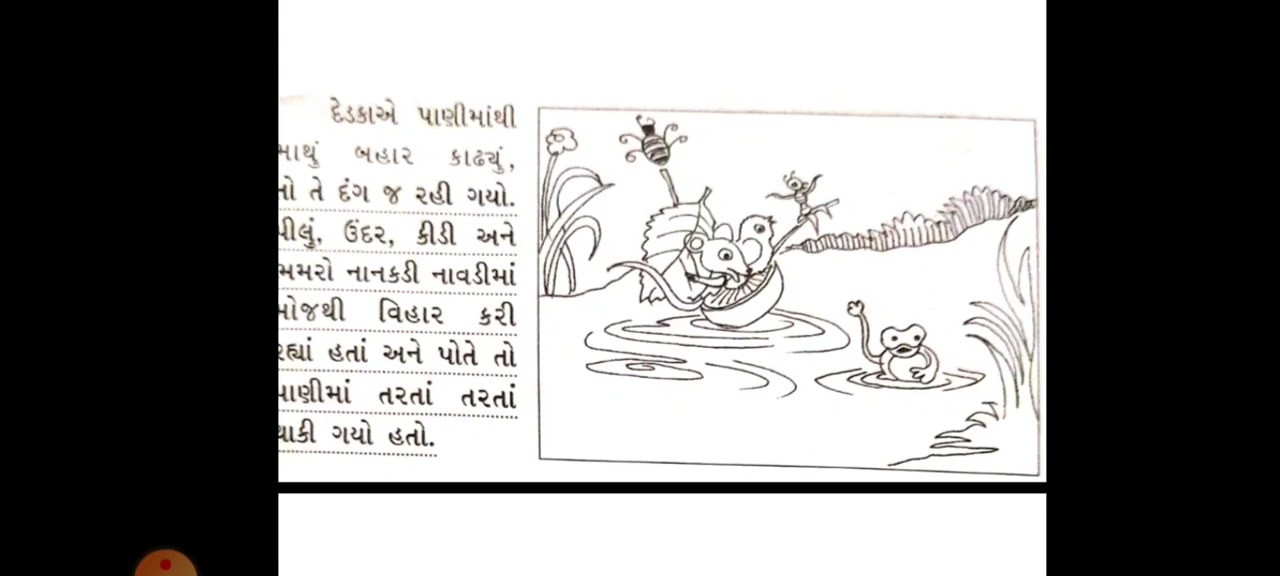 દેડકાએ પાણીમાંથી
માથું બહાર કાઢ્યું,
તો તે દંગ જ રહી ગયો.
પીલું, ઉંદર, કીડી અને
ભમરો નાનકડી નાવડીમાં
મોજથી વિહાર કરી
રહ્યાં હતાં અને પોતે તો
પાણીમાં તરતાં તરતાં
થાકી ગયો હતો.